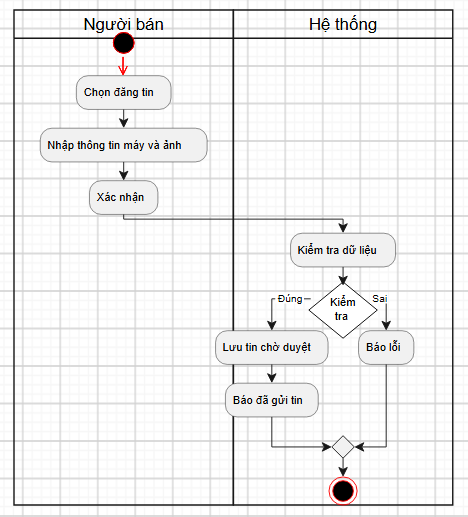 Người bán
Hệ thống
Chọn đăng tin
Nhập thông tin máy và ảnh
Xác nhận
Kiểm tra dữ liệu
Đúng
Kiểm
tra
Sai
Lưu tin chờ duyệt
Báo lỗi
Báo đã gửi tin